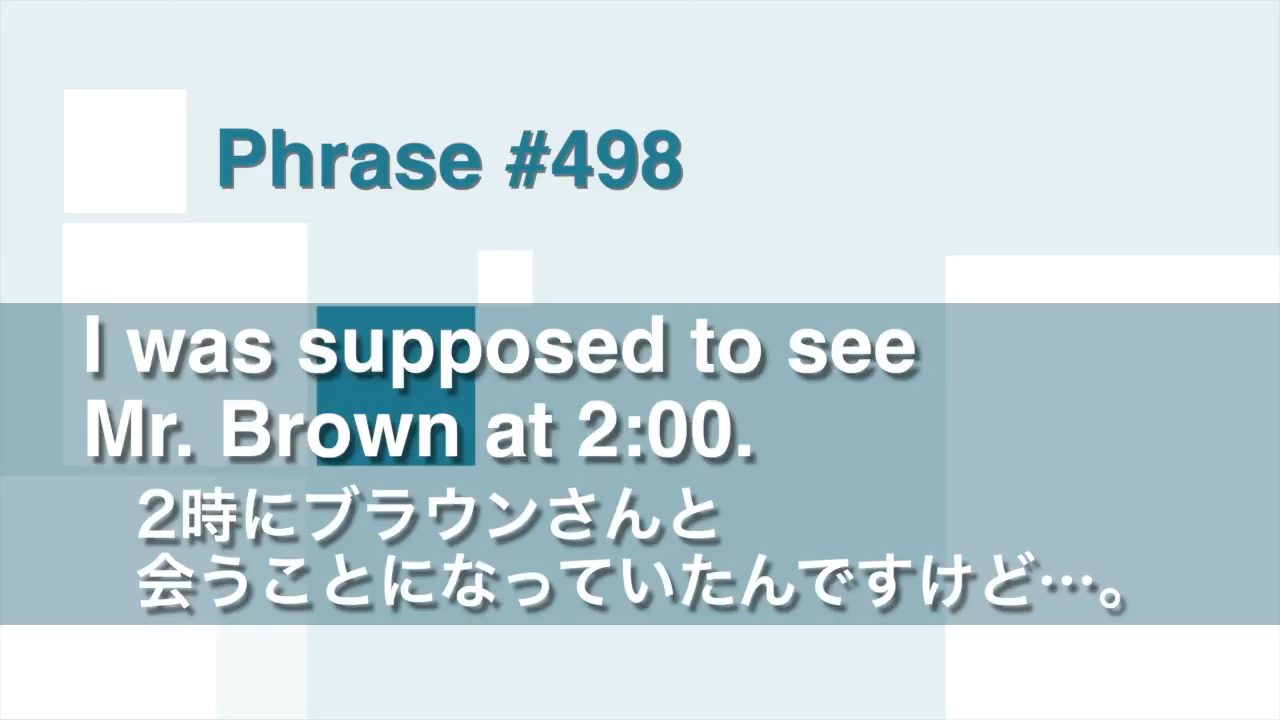 Phrase #498
I was supposed to see
Mr. Brown at 2:00.
2時にブラウンさんと
会うことになっていたんですけど…。